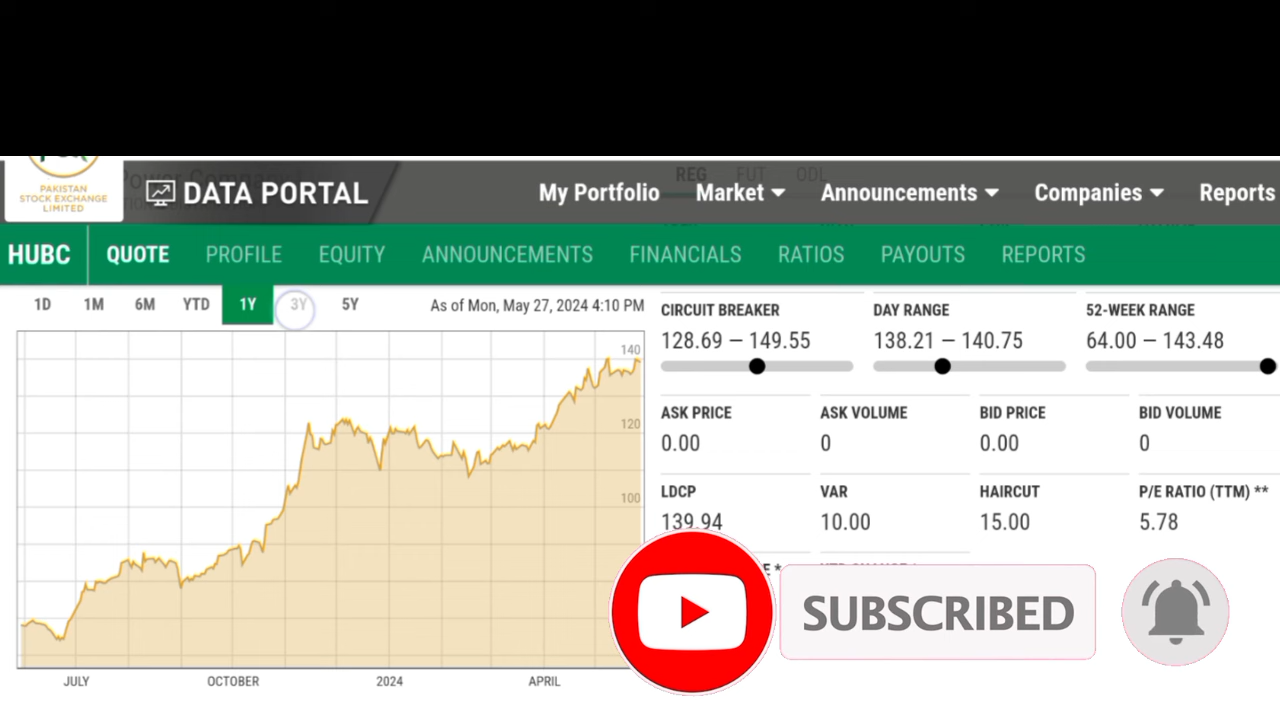 PAKISTAN
STOCK EXCHANGE
LIMITED
DATA PORTAL
REG FUT ODL
My Portfolio Market Announcements Companies Reports
HUBC QUOTE PROFILE EQUITY ANNOUNCEMENTS FINANCIALS RATIOS PAYOUTS REPORTS
1D 1M 6M YTD 1Y 3Y 5Y As of Mon, May 27, 2024 4:10 PM
140
120
100
JULY OCTOBER 2024 APRIL
CIRCUIT BREAKER DAY RANGE 52-WEEK RANGE
128.69 — 149.55 138.21 — 140.75 64.00 — 143.48
ASK PRICE ASK VOLUME BID PRICE BID VOLUME
0.00 0 0.00 0
LDCP VAR HAIRCUT P/E RATIO (TTM) **
139.94 10.00 15.00 5.78
SUBSCRIBED